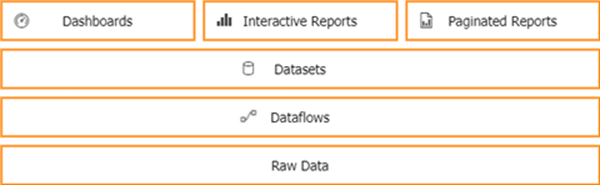 Dashboards
Interactive Reports
Paginated Reports
Datasets
Dataflows
Raw Data